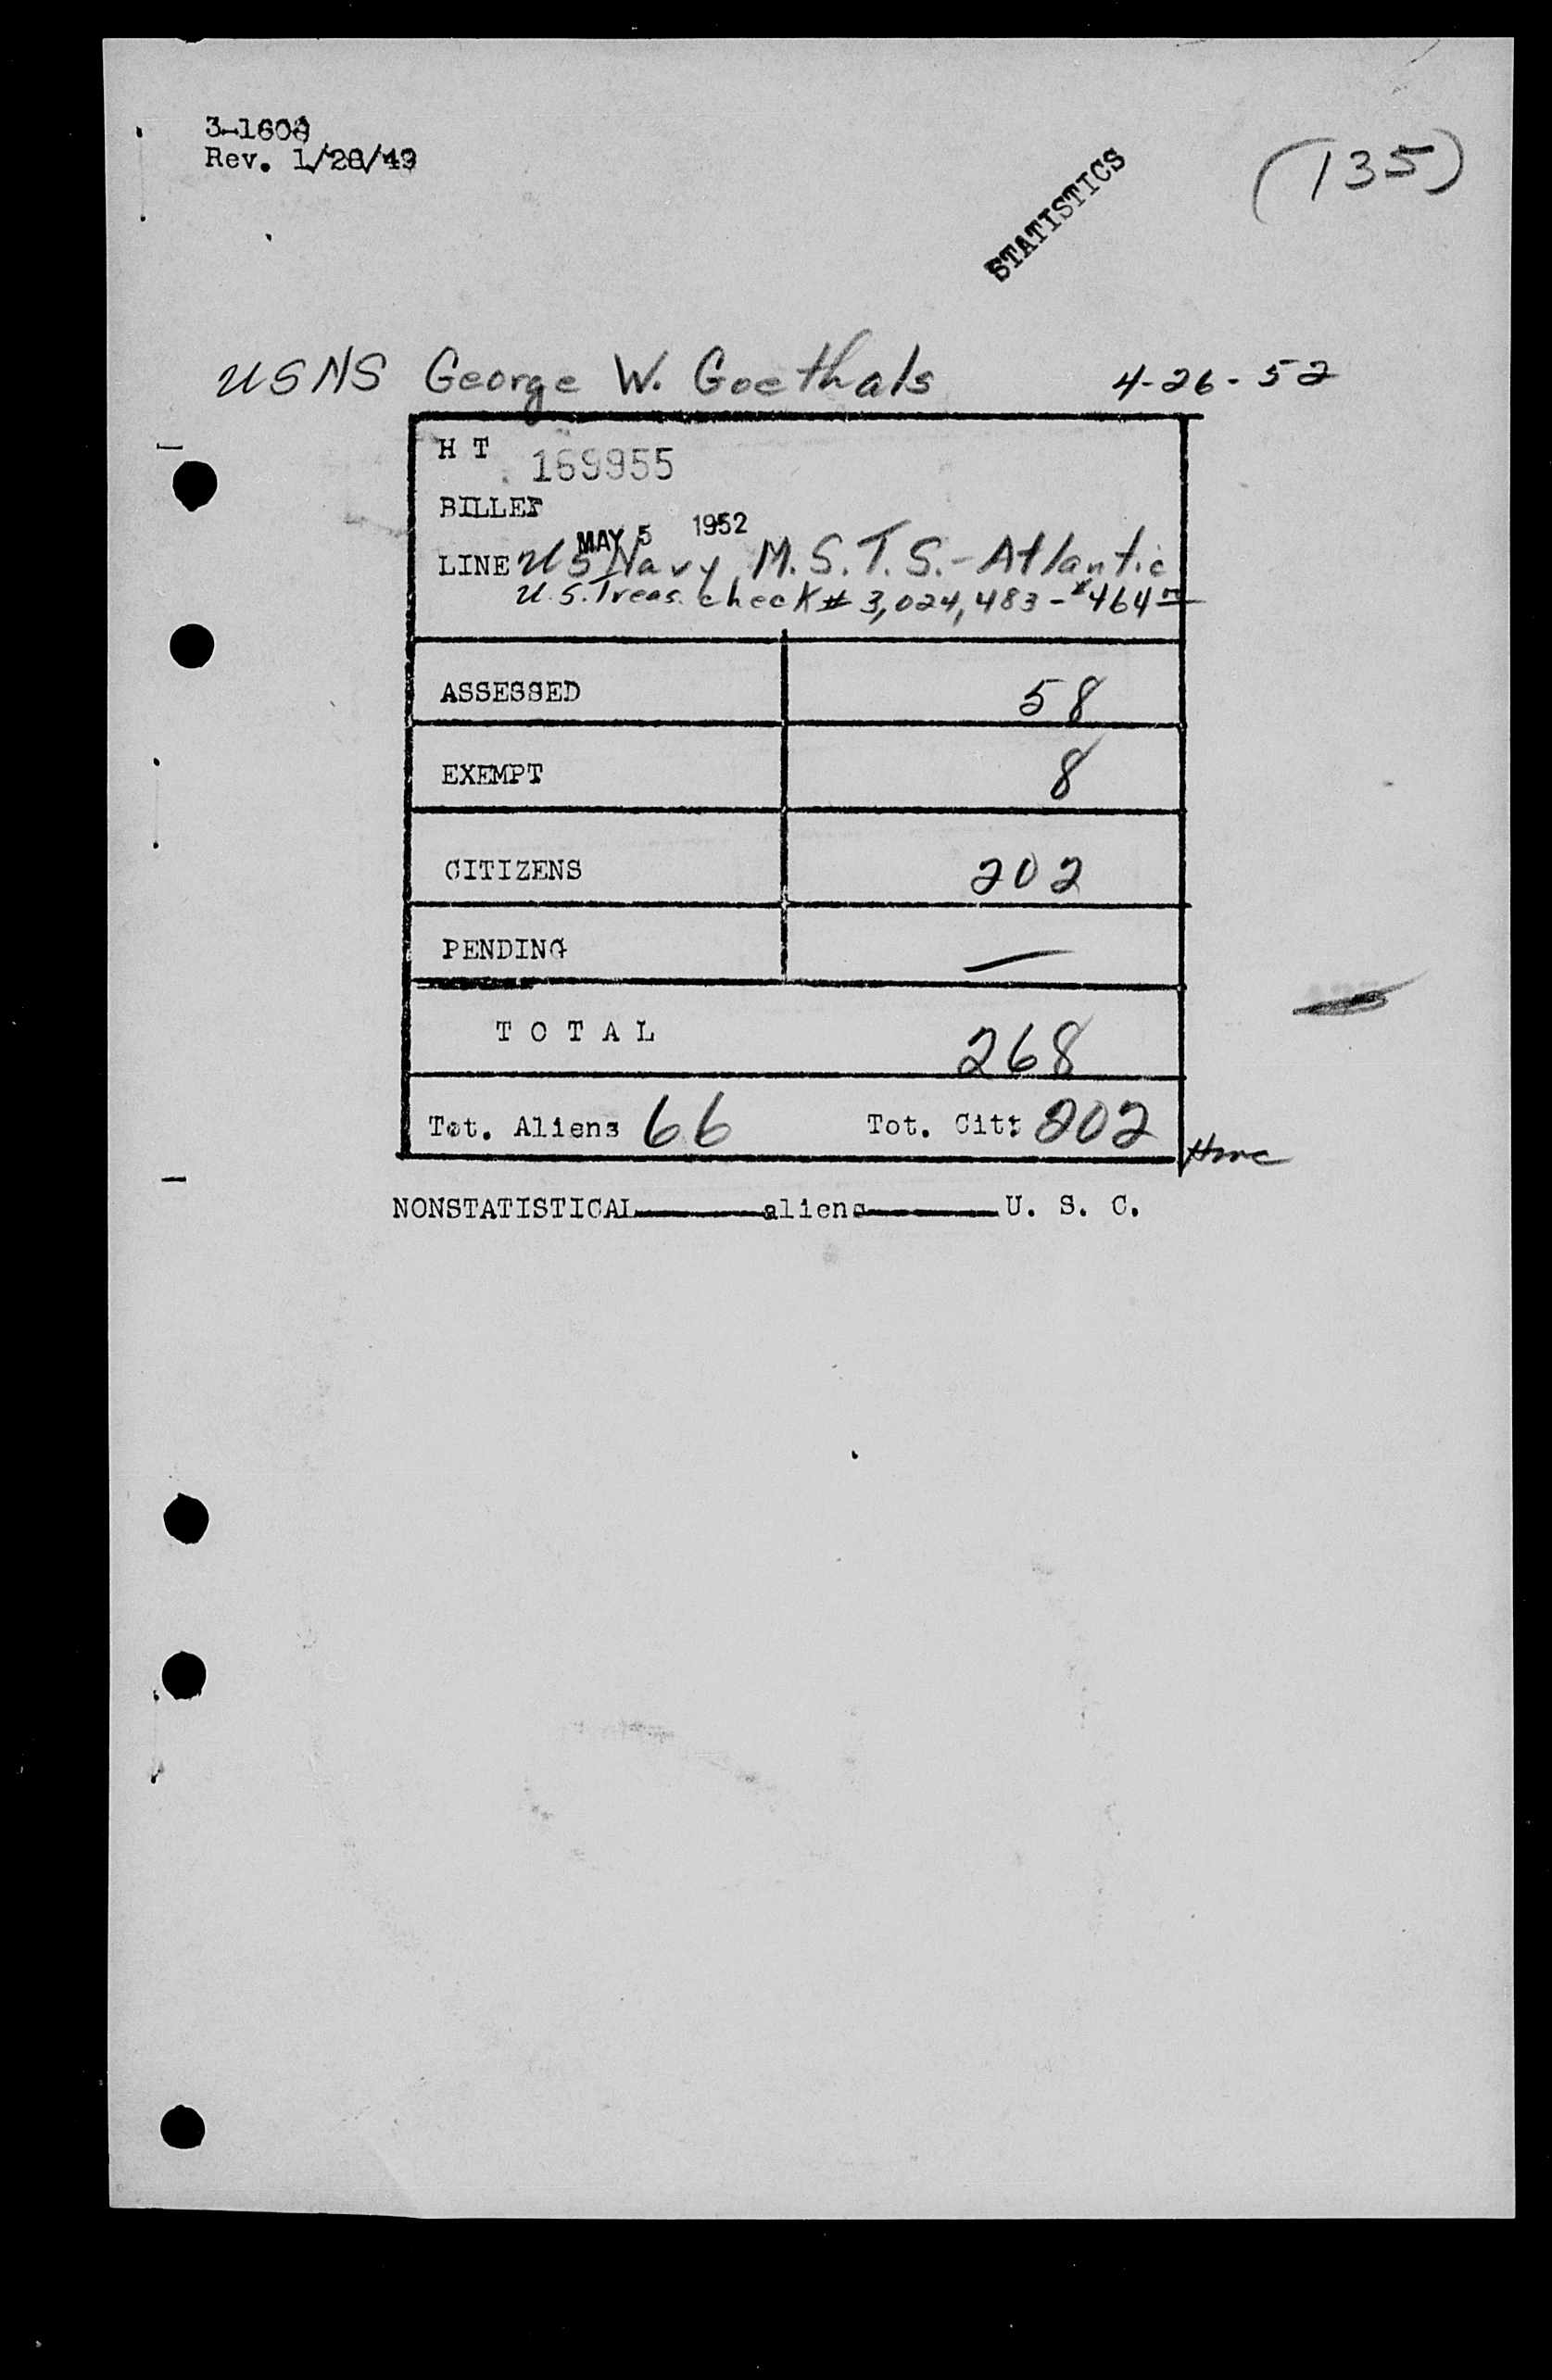 3-1608
Rev. 1/28/49
(135)
STATISTICS
USNS George W. Goethals 4-26-52
H T 169955
BILLET
MAY 5 1952
LINE US Navy, M.S.T.S.-Atlantic
U.S. Treas. check # 3,024,483-$464
ASSESSED 58
EXEMPT 8
CITIZENS 202
PENDING —
TOTAL 268
Tot. Aliens 66 Tot. Cit: 202
NONSTATISTICAL aliens U. S. C.